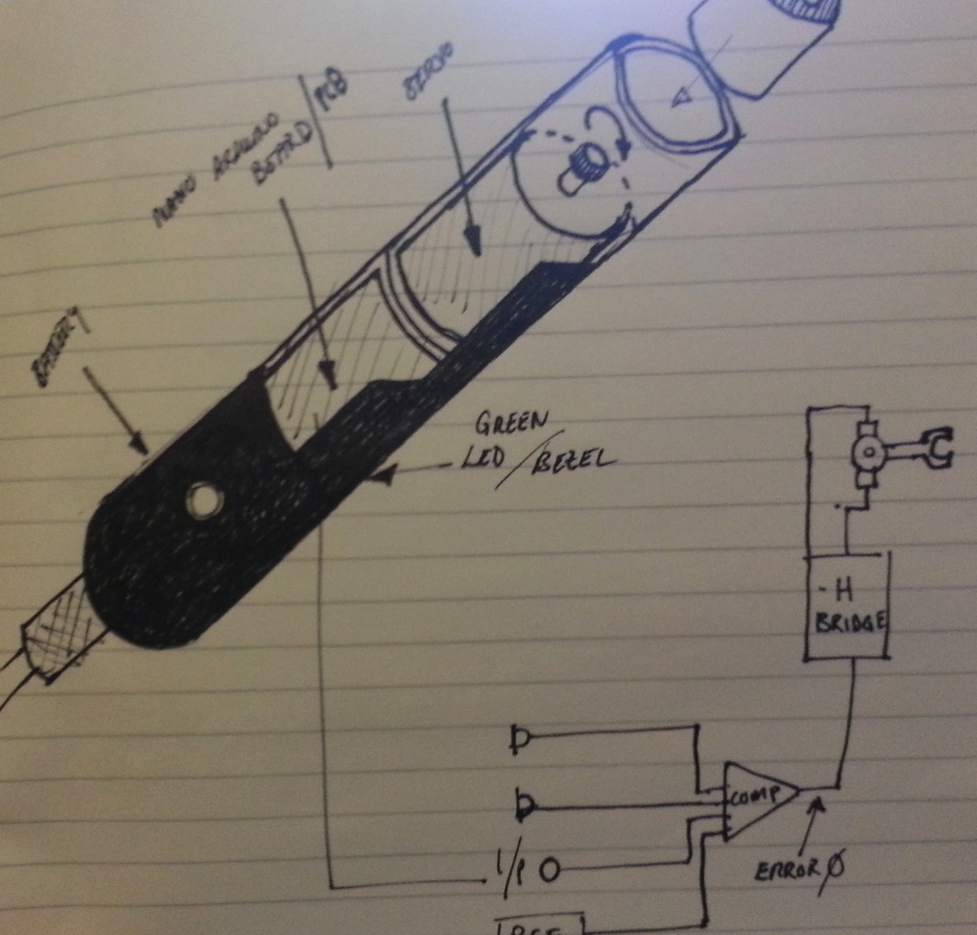 SERVO
NANO ARDUINO
BOARD/PCB
BATTERY
GREEN
LED/BEZEL
-H
BRIDGE
COMP
I/P
ERROR Ø